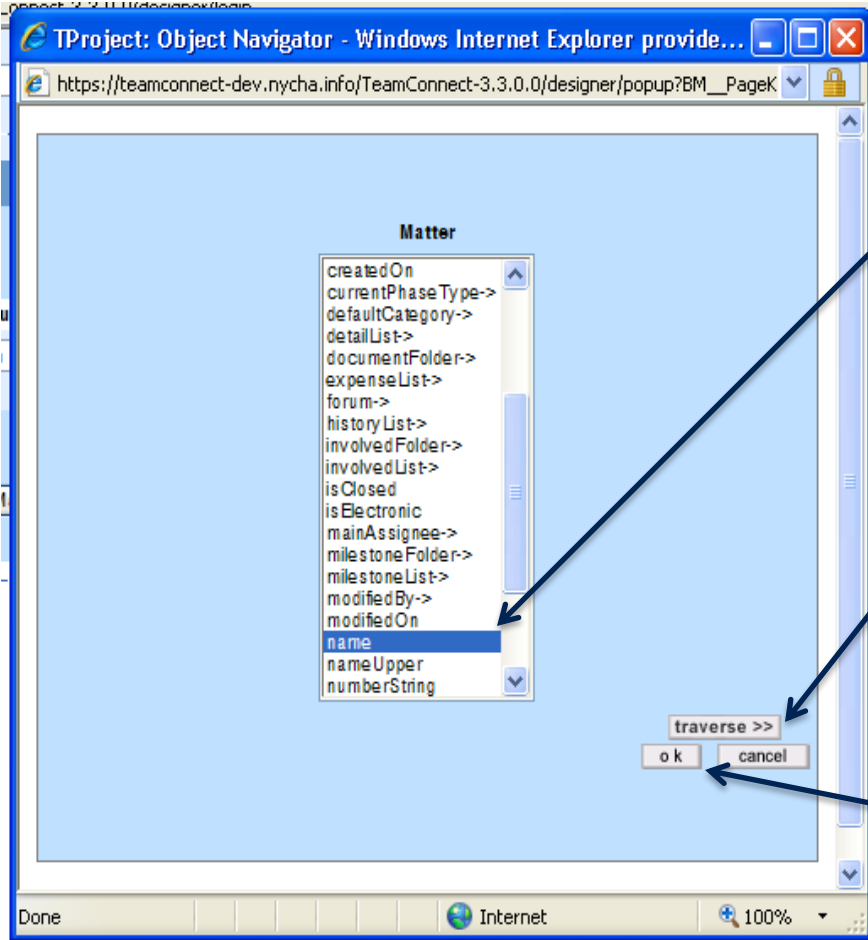 TProject: Object Navigator - Windows Internet Explorer provide...
https://teamconnect-dev.nycha.info/TeamConnect-3.3.0.0/designer/popup?BM__PageK
Matter
createdOn
currentPhaseType->
defaultCategory->
detailList->
documentFolder->
expenseList->
forum->
historyList->
involvedFolder->
involvedList->
isClosed
isElectronic
mainAssignee->
milestoneFolder->
milestoneList->
modifiedBy->
modifiedOn
name
nameUpper
numberString
traverse >>
ok cancel
Done Internet 100%